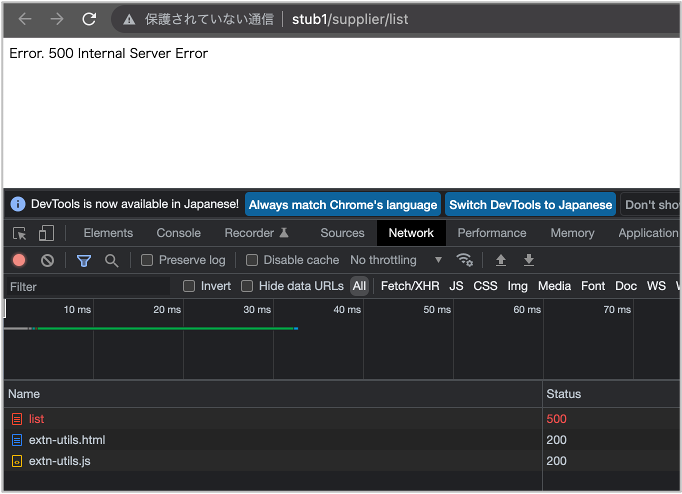 保護されていない通信 stub1/supplier/list
Error. 500 Internal Server Error
DevTools is now available in Japanese! Always match Chrome's language Switch DevTools to Japanese Don't sho
Elements Console Recorder Sources Network Performance Memory Application
Preserve log Disable cache No throttling
Filter Invert Hide data URLs All Fetch/XHR JS CSS Img Media Font Doc WS
10 ms 20 ms 30 ms 40 ms 50 ms 60 ms 70 ms
Name Status
list 500
extn-utils.html 200
extn-utils.js 200